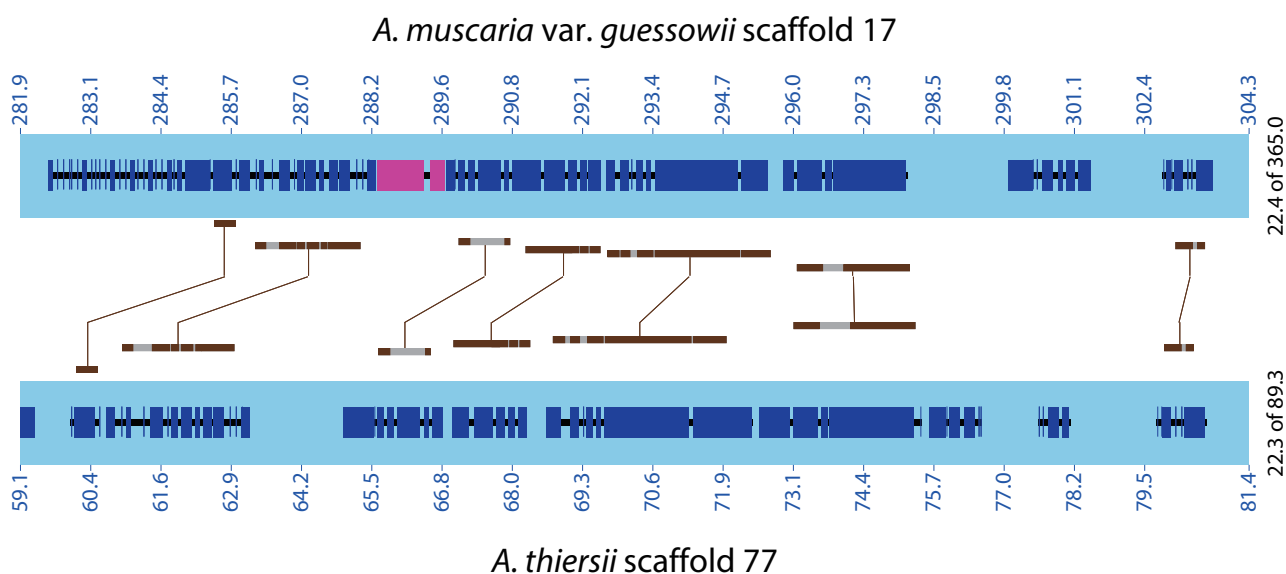 A. muscaria var. guessowii scaffold 17
281.9 283.1 284.4 285.7 287.0 288.2 289.6 290.8 292.1 293.4 294.7 296.0 297.3 298.5 299.8 301.1 302.4 304.3
22.4 of 365.0
22.3 of 89.3
59.1 60.4 61.6 62.9 64.2 65.5 66.8 68.0 69.3 70.6 71.9 73.1 74.4 75.7 77.0 78.2 79.5 81.4
A. thiersii scaffold 77